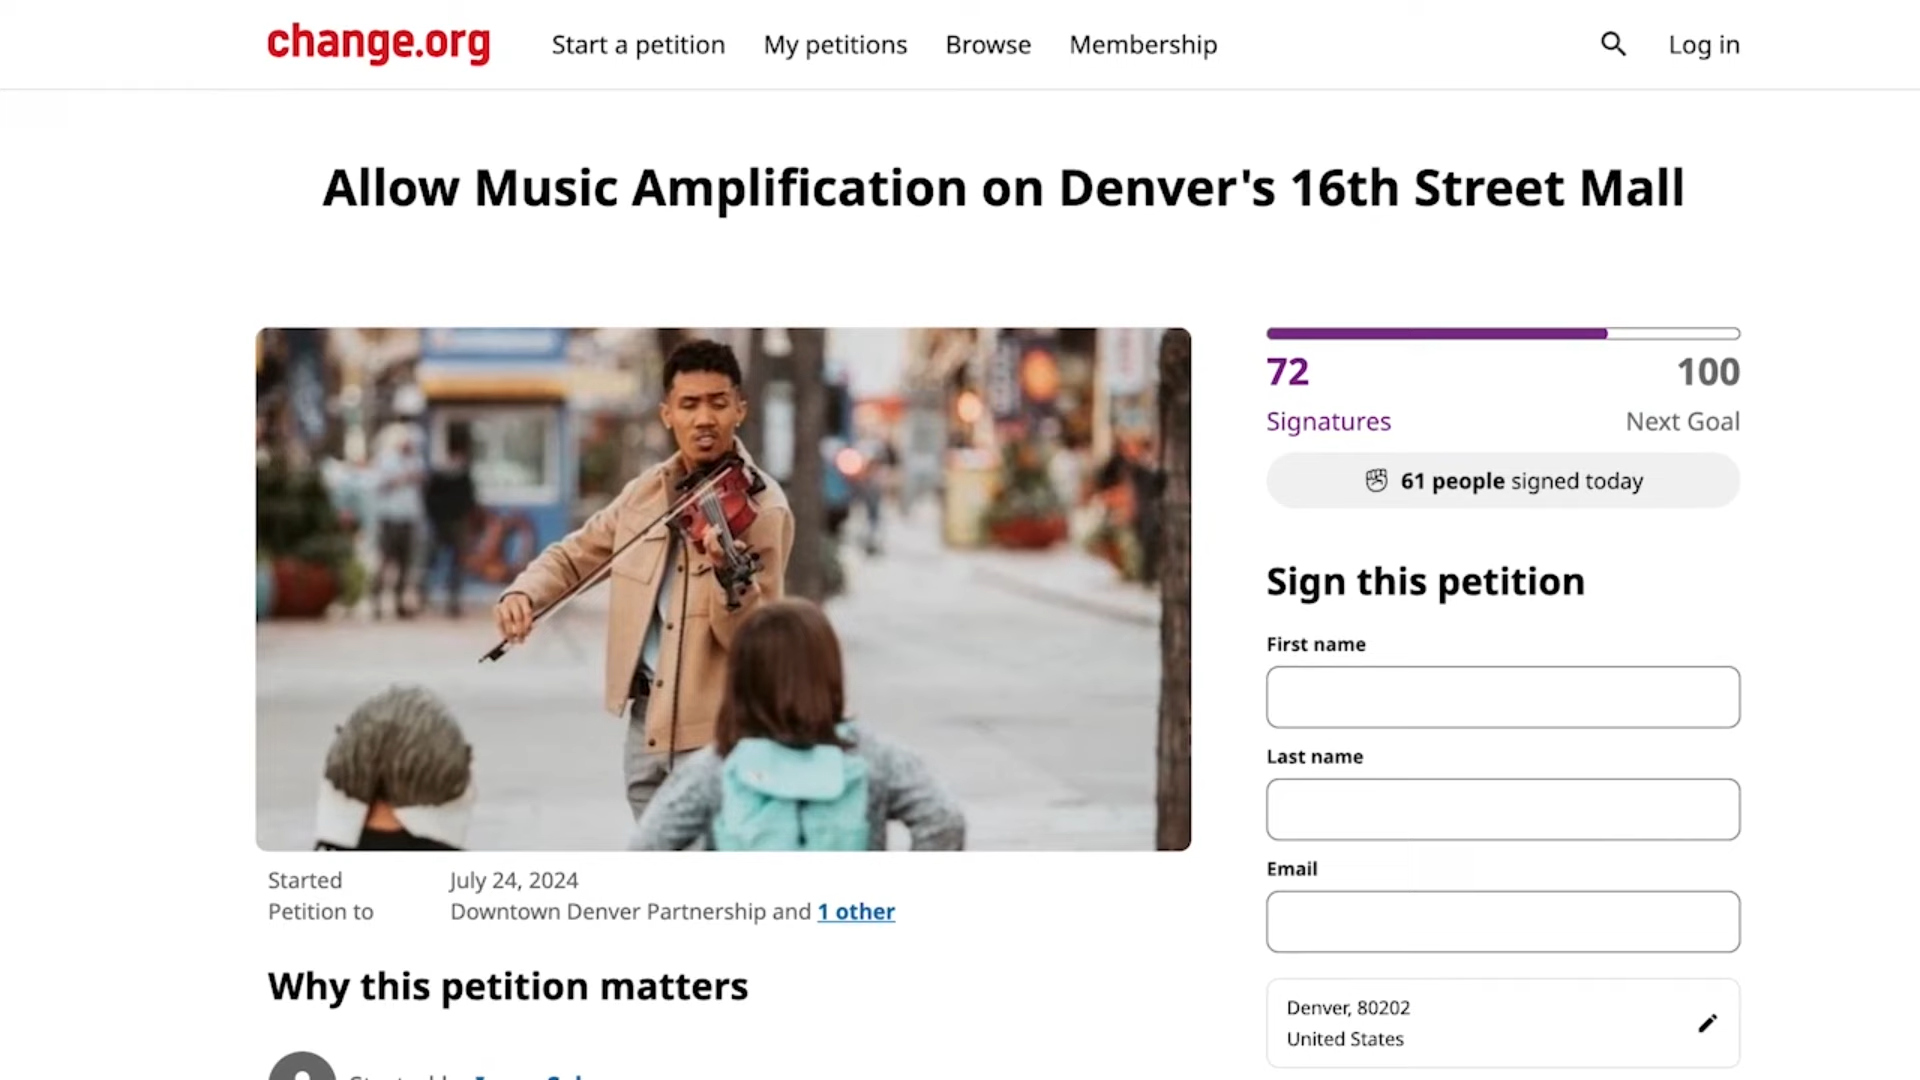 change.org
Start a petition
My petitions
Browse
Membership
Log in
Allow Music Amplification on Denver's 16th Street Mall
72
100
Signatures
Next Goal
61 people signed today
Sign this petition
First name
Last name
Email
Denver, 80202
United States
Started
July 24, 2024
Petition to
Downtown Denver Partnership and 1 other
Why this petition matters